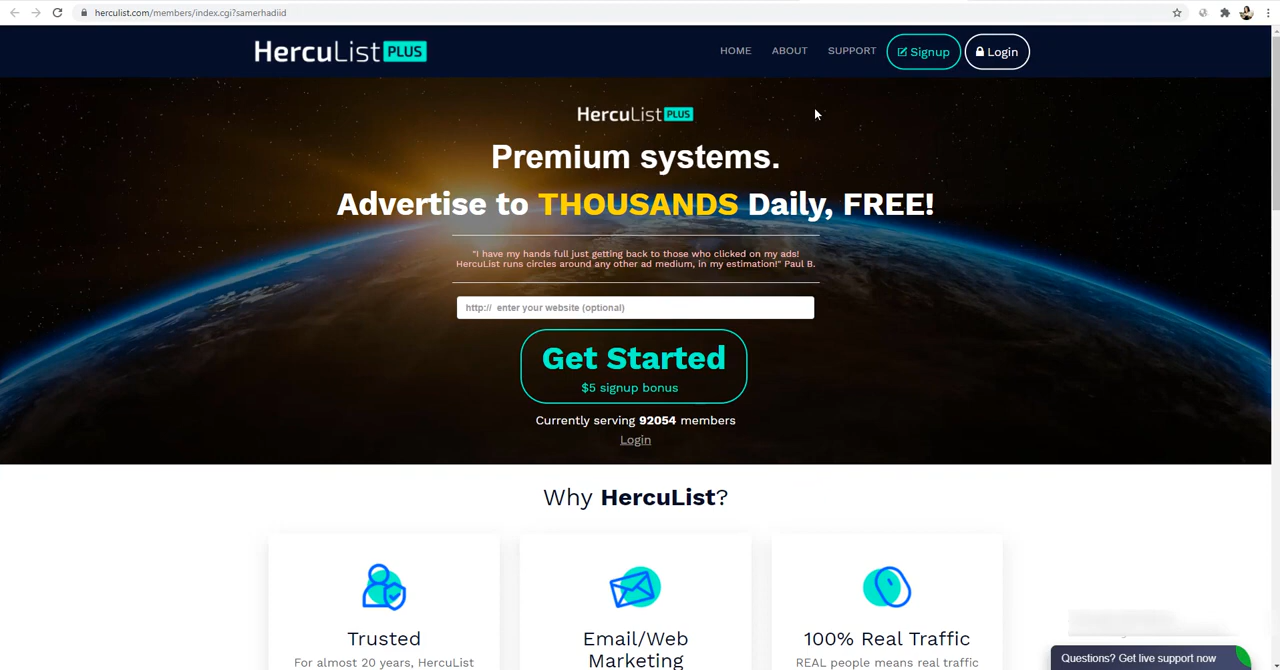 herculist.com/members/index.cgi?samerhadiid
HercuList PLUS
HOME ABOUT SUPPORT Signup Login
HercuList PLUS
Premium systems.
Advertise to THOUSANDS Daily, FREE!
"I have my hands full just getting back to those who clicked on my ads!
HercuList runs circles around any other ad medium, in my estimation!" Paul B.
http:// enter your website (optional)
Get Started
$5 signup bonus
Currently serving 92054 members
Login
Why HercuList?
Trusted
For almost 20 years, HercuList
Email/Web
Marketing
100% Real Traffic
REAL people means real traffic
Questions? Get live support now